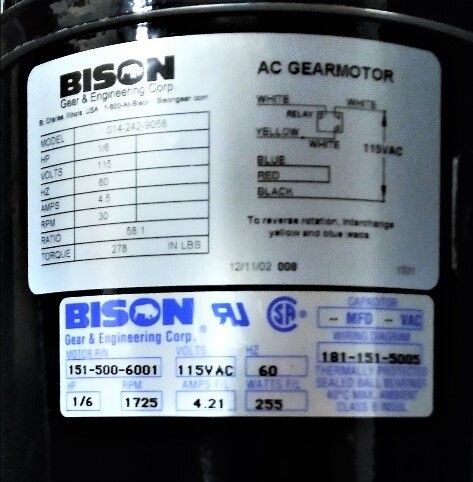 BISON
Gear & Engineering Corp
St. Charles, Illinois USA 1-800-AT-Bison Bisongear.com
MODEL 014-242-9058
HP 1/6
VOLTS 115
HZ 60
AMPS 4.5
RPM 30
RATIO 58.1
TORQUE 278 IN LBS
AC GEARMOTOR
WHITE WHITE
RELAY
YELLOW
WHITE
115VAC
BLUE
RED
BLACK
To reverse rotation, interchange
yellow and blue leads.
12/11/02 008
BISON
Gear & Engineering Corp.
MOTOR P/N VOLTS HZ
151-500-6001 115VAC 60
HP RPM AMPS F/L WATTS F/L
1/6 1725 4.21 255
CAPACITOR
- MFD - VAC
WIRING DIAGRAM
181-151-5005
THERMALLY
SEALED BALL BEARINGS
40°C MAX. AMBIENT
CLASS B INSUL